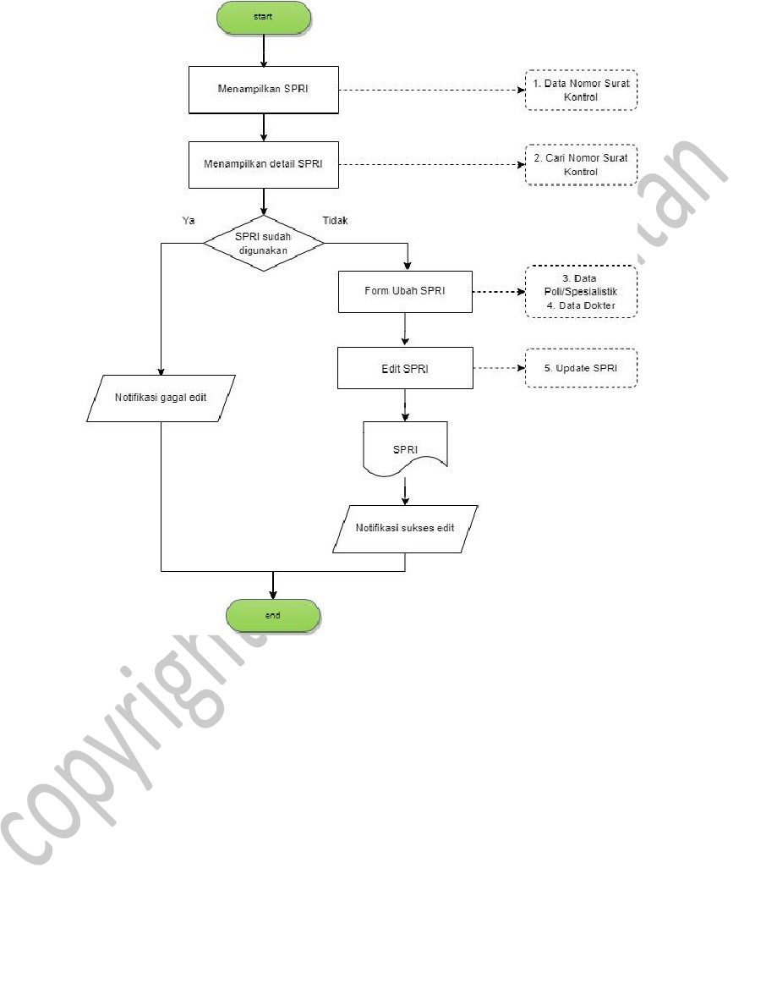 start
Menampilkan SPRI
1. Data Nomor Surat
Kontrol
Menampilkan detail SPRI
2. Cari Nomor Surat
Kontrol
Ya
Tidak
SPRI sudah
digunakan
Form Ubah SPRI
3. Data
Poli/Spesialistik
4. Data Dokter
Edit SPRI
5. Update SPRI
Notifikasi gagal edit
SPRI
Notifikasi sukses edit
end
copyright